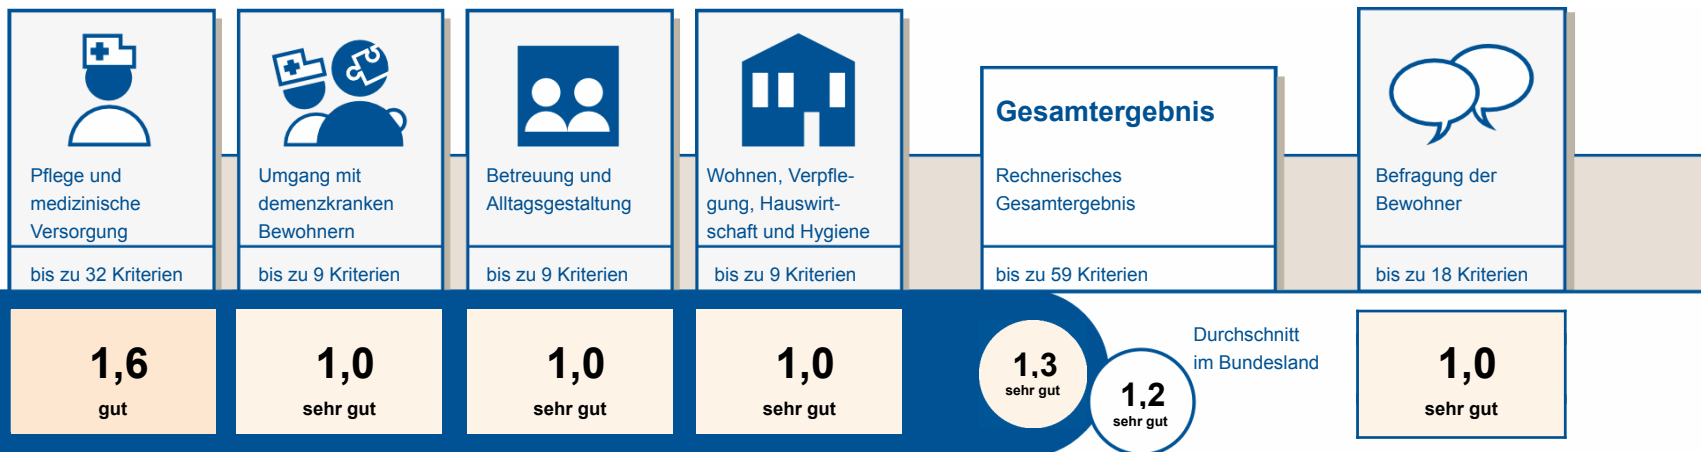 Pflege und
medizinische
Versorgung
bis zu 32 Kriterien
1,6
gut
Umgang mit
demenzkranken
Bewohnern
bis zu 9 Kriterien
1,0
sehr gut
Betreuung und
Alltagsgestaltung
bis zu 9 Kriterien
1,0
sehr gut
Wohnen, Verpfle-
gung, Hauswirt-
schaft und Hygiene
bis zu 9 Kriterien
1,0
sehr gut
Gesamtergebnis
Rechnerisches
Gesamtergebnis
bis zu 59 Kriterien
1,3
sehr gut
1,2
sehr gut
Durchschnitt
im Bundesland
Befragung der
Bewohner
bis zu 18 Kriterien
1,0
sehr gut